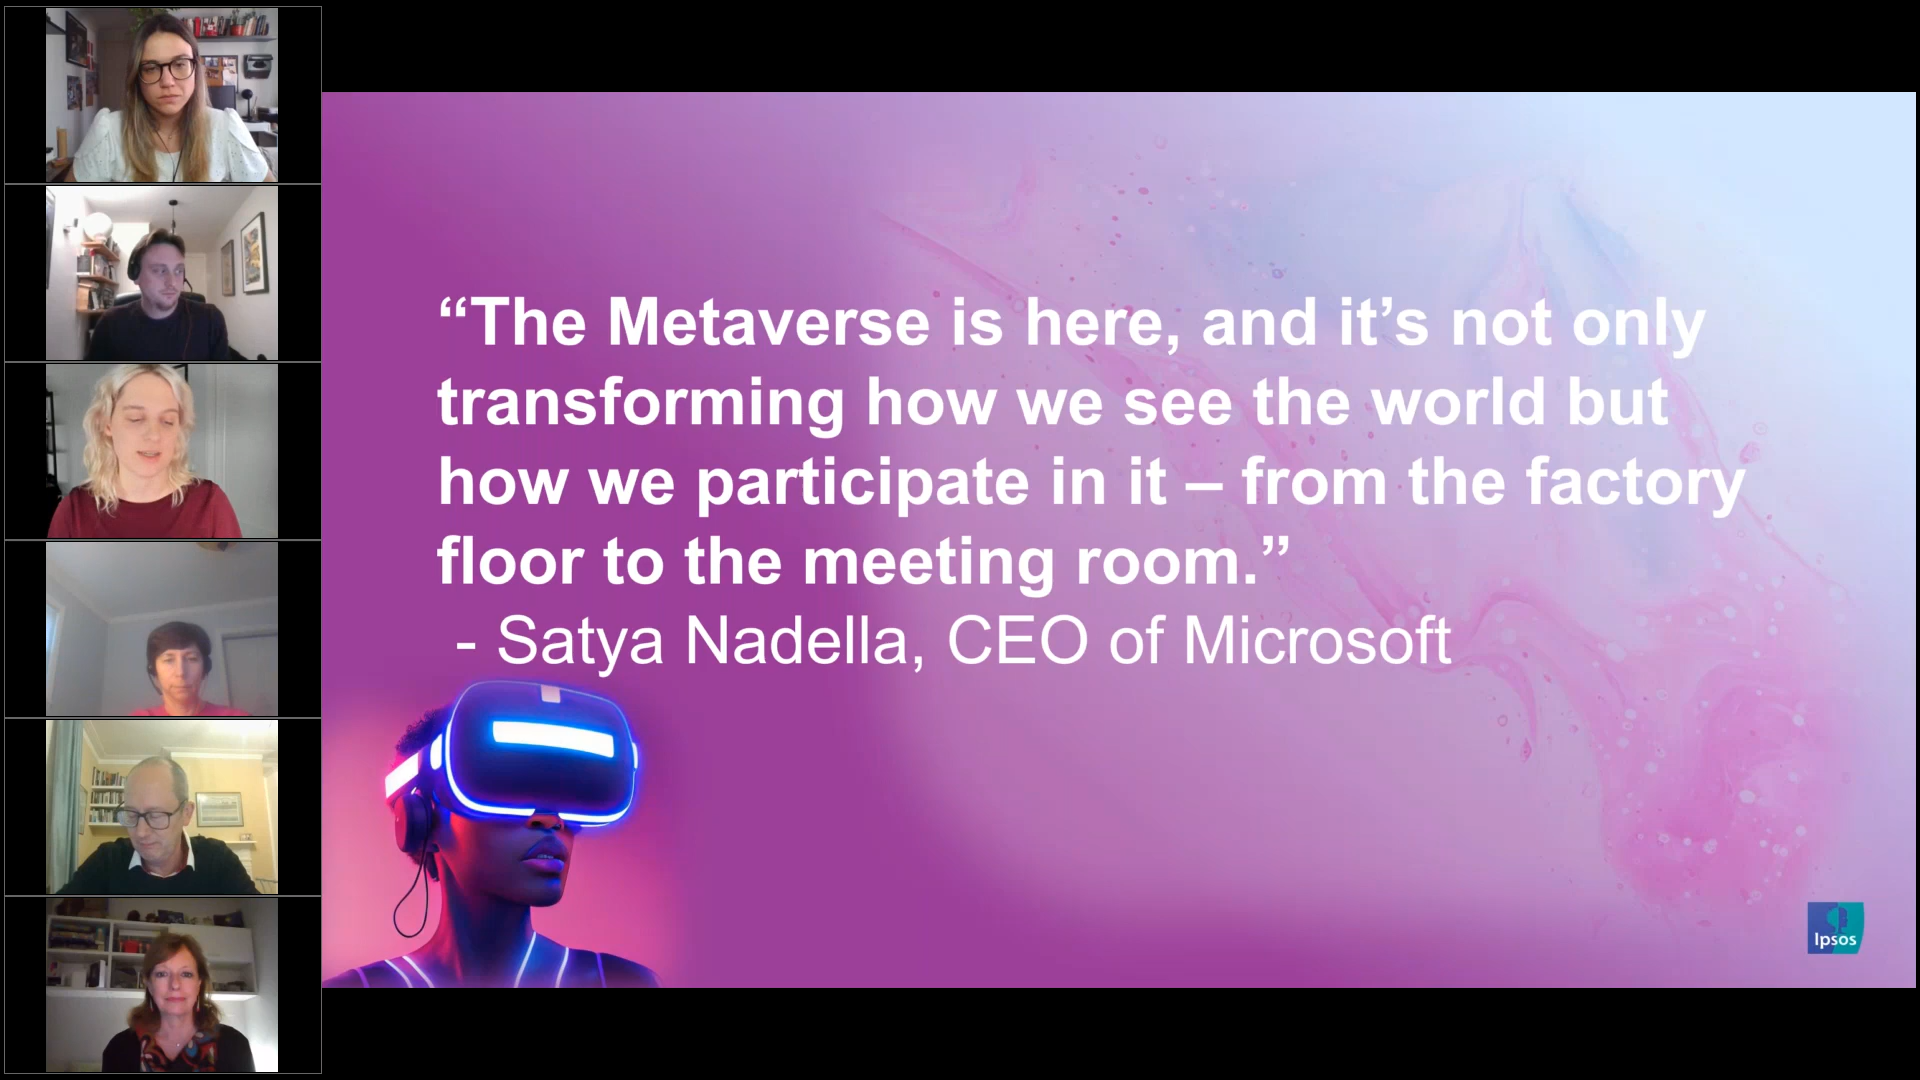 “The Metaverse is here, and it’s not only
transforming how we see the world but
how we participate in it – from the factory
floor to the meeting room.”
- Satya Nadella, CEO of Microsoft
Ipsos